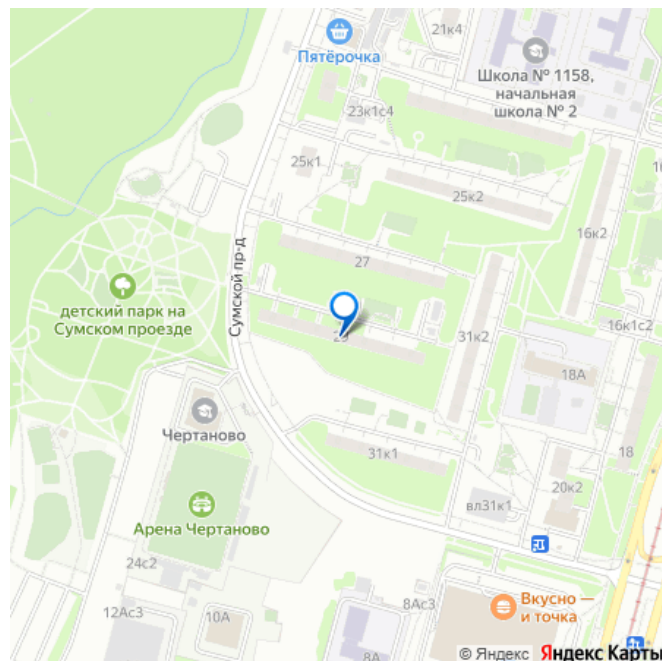 21к4
Пятёрочка
Школа № 1158,
начальная
школа № 2
23к1с4
25к1
25к2
16к2
Сумской пр-д
27
детский парк на
Сумском проезде
31к2
16к1с2
18А
Чертаново
31к1
18
20к2
вл31к1
Арена Чертаново
24с2
12Ас3
10А
8Ас3
Вкусно —
и точка
8А
© Яндекс Яндекс Карты